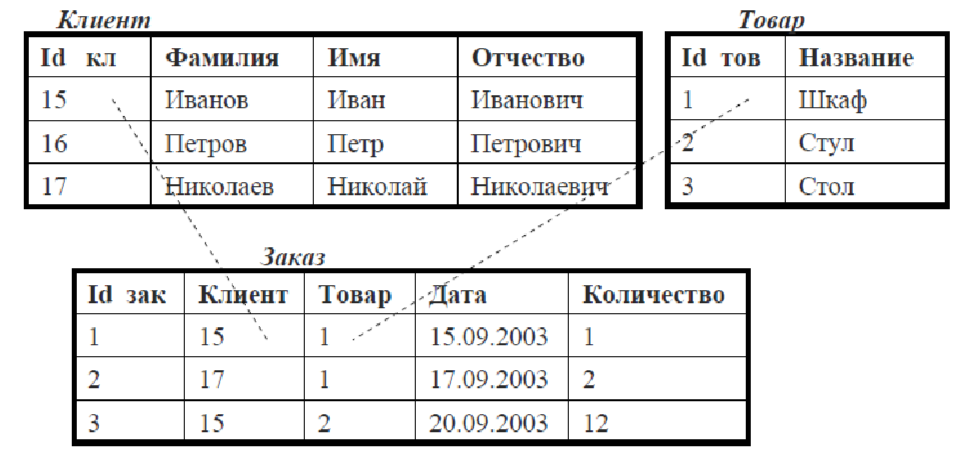 Клиент
Id кл Фамилия Имя Отчество
15 Иванов Иван Иванович
16 Петров Петр Петрович
17 Николаев Николай Николаевич
Товар
Id тов Название
1 Шкаф
2 Стул
3 Стол
Заказ
Id зак Клиент Товар Дата Количество
1 15 1 15.09.2003 1
2 17 1 17.09.2003 2
3 15 2 20.09.2003 12